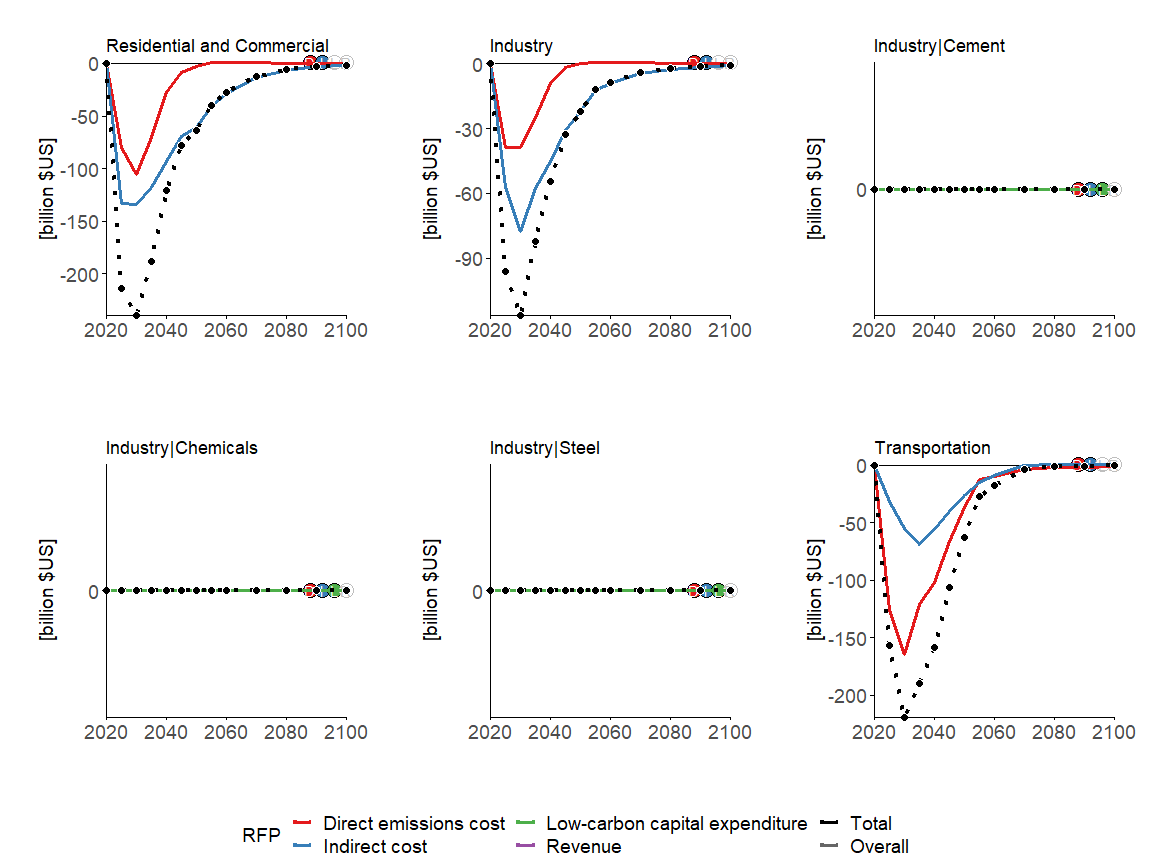 Residential and Commercial
Industry
Industry|Cement
[billion $US]
0
-50
-100
-150
-200
2020 2040 2060 2080 2100
[billion $US]
0
-30
-60
-90
2020 2040 2060 2080 2100
[billion $US]
0
2020 2040 2060 2080 2100
Industry|Chemicals
Industry|Steel
Transportation
[billion $US]
0
2020 2040 2060 2080 2100
[billion $US]
0
2020 2040 2060 2080 2100
[billion $US]
0
-50
-100
-150
-200
2020 2040 2060 2080 2100
RFP
Direct emissions cost
Low-carbon capital expenditure
Total
Indirect cost
Revenue
Overall